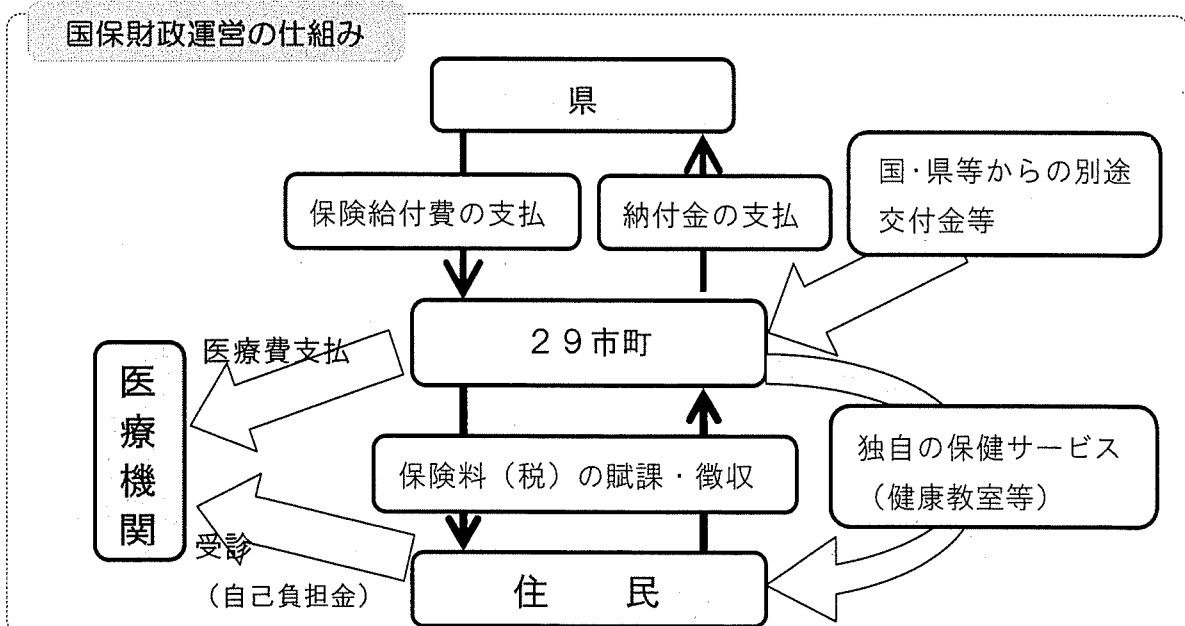 国保財政運営の仕組み
県
保険給付費の支払
納付金の支払
国・県等からの別途
交付金等
２９市町
医療費支払
医療機関
保険料（税）の賦課・徴収
独自の保健サービス
（健康教室等）
受診
（自己負担金）
住　民